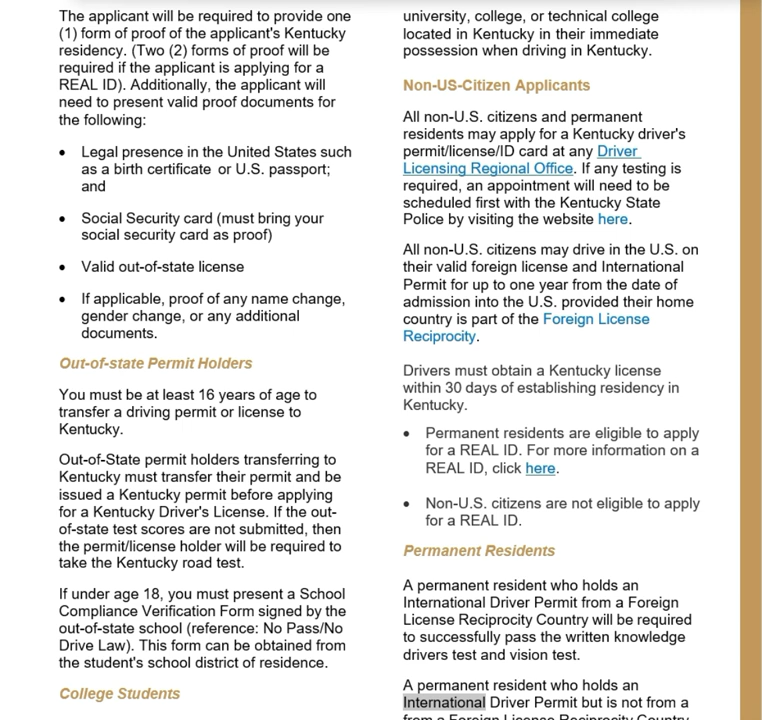 The applicant will be required to provide one
(1) form of proof of the applicant's Kentucky
residency. (Two (2) forms of proof will be
required if the applicant is applying for a
REAL ID). Additionally, the applicant will
need to present valid proof documents for
the following:
• Legal presence in the United States such
as a birth certificate or U.S. passport;
and
• Social Security card (must bring your
social security card as proof)
• Valid out-of-state license
• If applicable, proof of any name change,
gender change, or any additional
documents.
Out-of-state Permit Holders
You must be at least 16 years of age to
transfer a driving permit or license to
Kentucky.
Out-of-State permit holders transferring to
Kentucky must transfer their permit and be
issued a Kentucky permit before applying
for a Kentucky Driver's License. If the out-
of-state test scores are not submitted, then
the permit/license holder will be required to
take the Kentucky road test.
If under age 18, you must present a School
Compliance Verification Form signed by the
out-of-state school (reference: No Pass/No
Drive Law). This form can be obtained from
the student's school district of residence.
College Students
university, college, or technical college
located in Kentucky in their immediate
possession when driving in Kentucky.
Non-US-Citizen Applicants
All non-U.S. citizens and permanent
residents may apply for a Kentucky driver's
permit/license/ID card at any Driver
Licensing Regional Office. If any testing is
required, an appointment will need to be
scheduled first with the Kentucky State
Police by visiting the website here.
All non-U.S. citizens may drive in the U.S. on
their valid foreign license and International
Permit for up to one year from the date of
admission into the U.S. provided their home
country is part of the Foreign License
Reciprocity.
Drivers must obtain a Kentucky license
within 30 days of establishing residency in
Kentucky.
• Permanent residents are eligible to apply
for a REAL ID. For more information on a
REAL ID, click here.
• Non-U.S. citizens are not eligible to apply
for a REAL ID.
Permanent Residents
A permanent resident who holds an
International Driver Permit from a Foreign
License Reciprocity Country will be required
to successfully pass the written knowledge
drivers test and vision test.
A permanent resident who holds an
International Driver Permit but is not from a
from a Foreign License Reciprocity Country